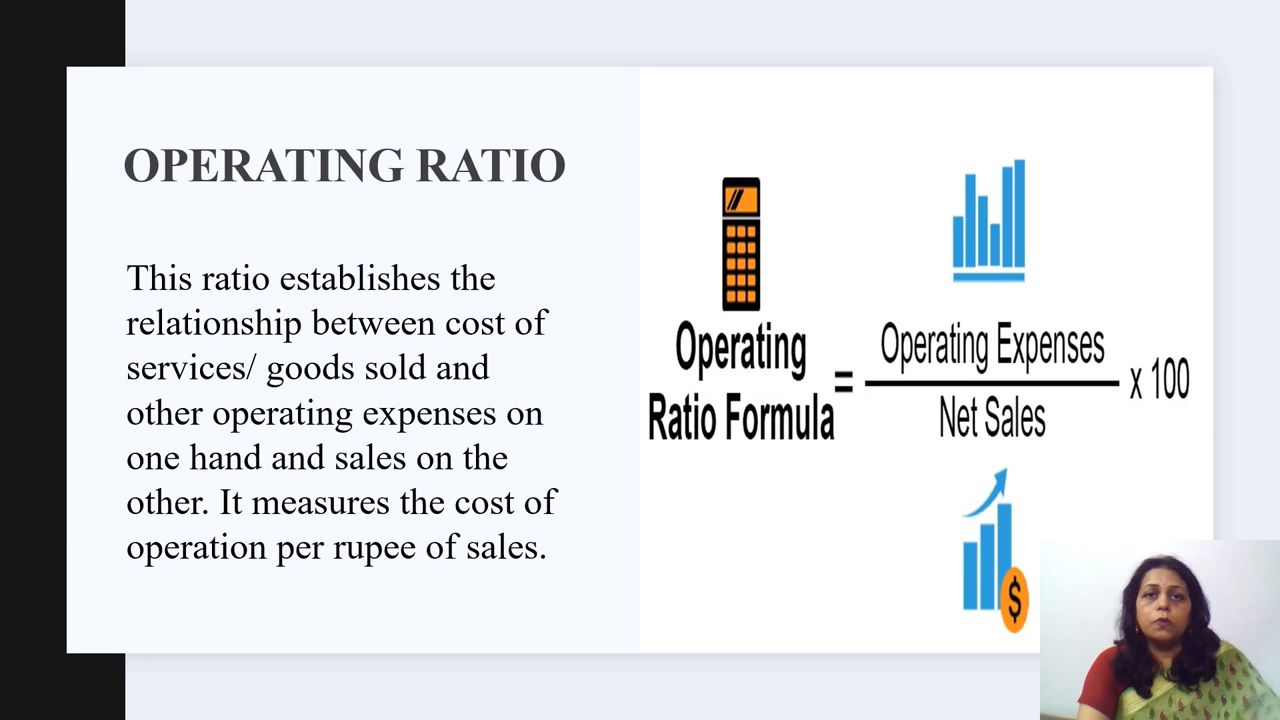 OPERATING RATIO
This ratio establishes the
relationship between cost of
services/ goods sold and
other operating expenses on
one hand and sales on the
other. It measures the cost of
operation per rupee of sales.
Operating
Ratio Formula
=
Operating Expenses
Net Sales
x 100
$